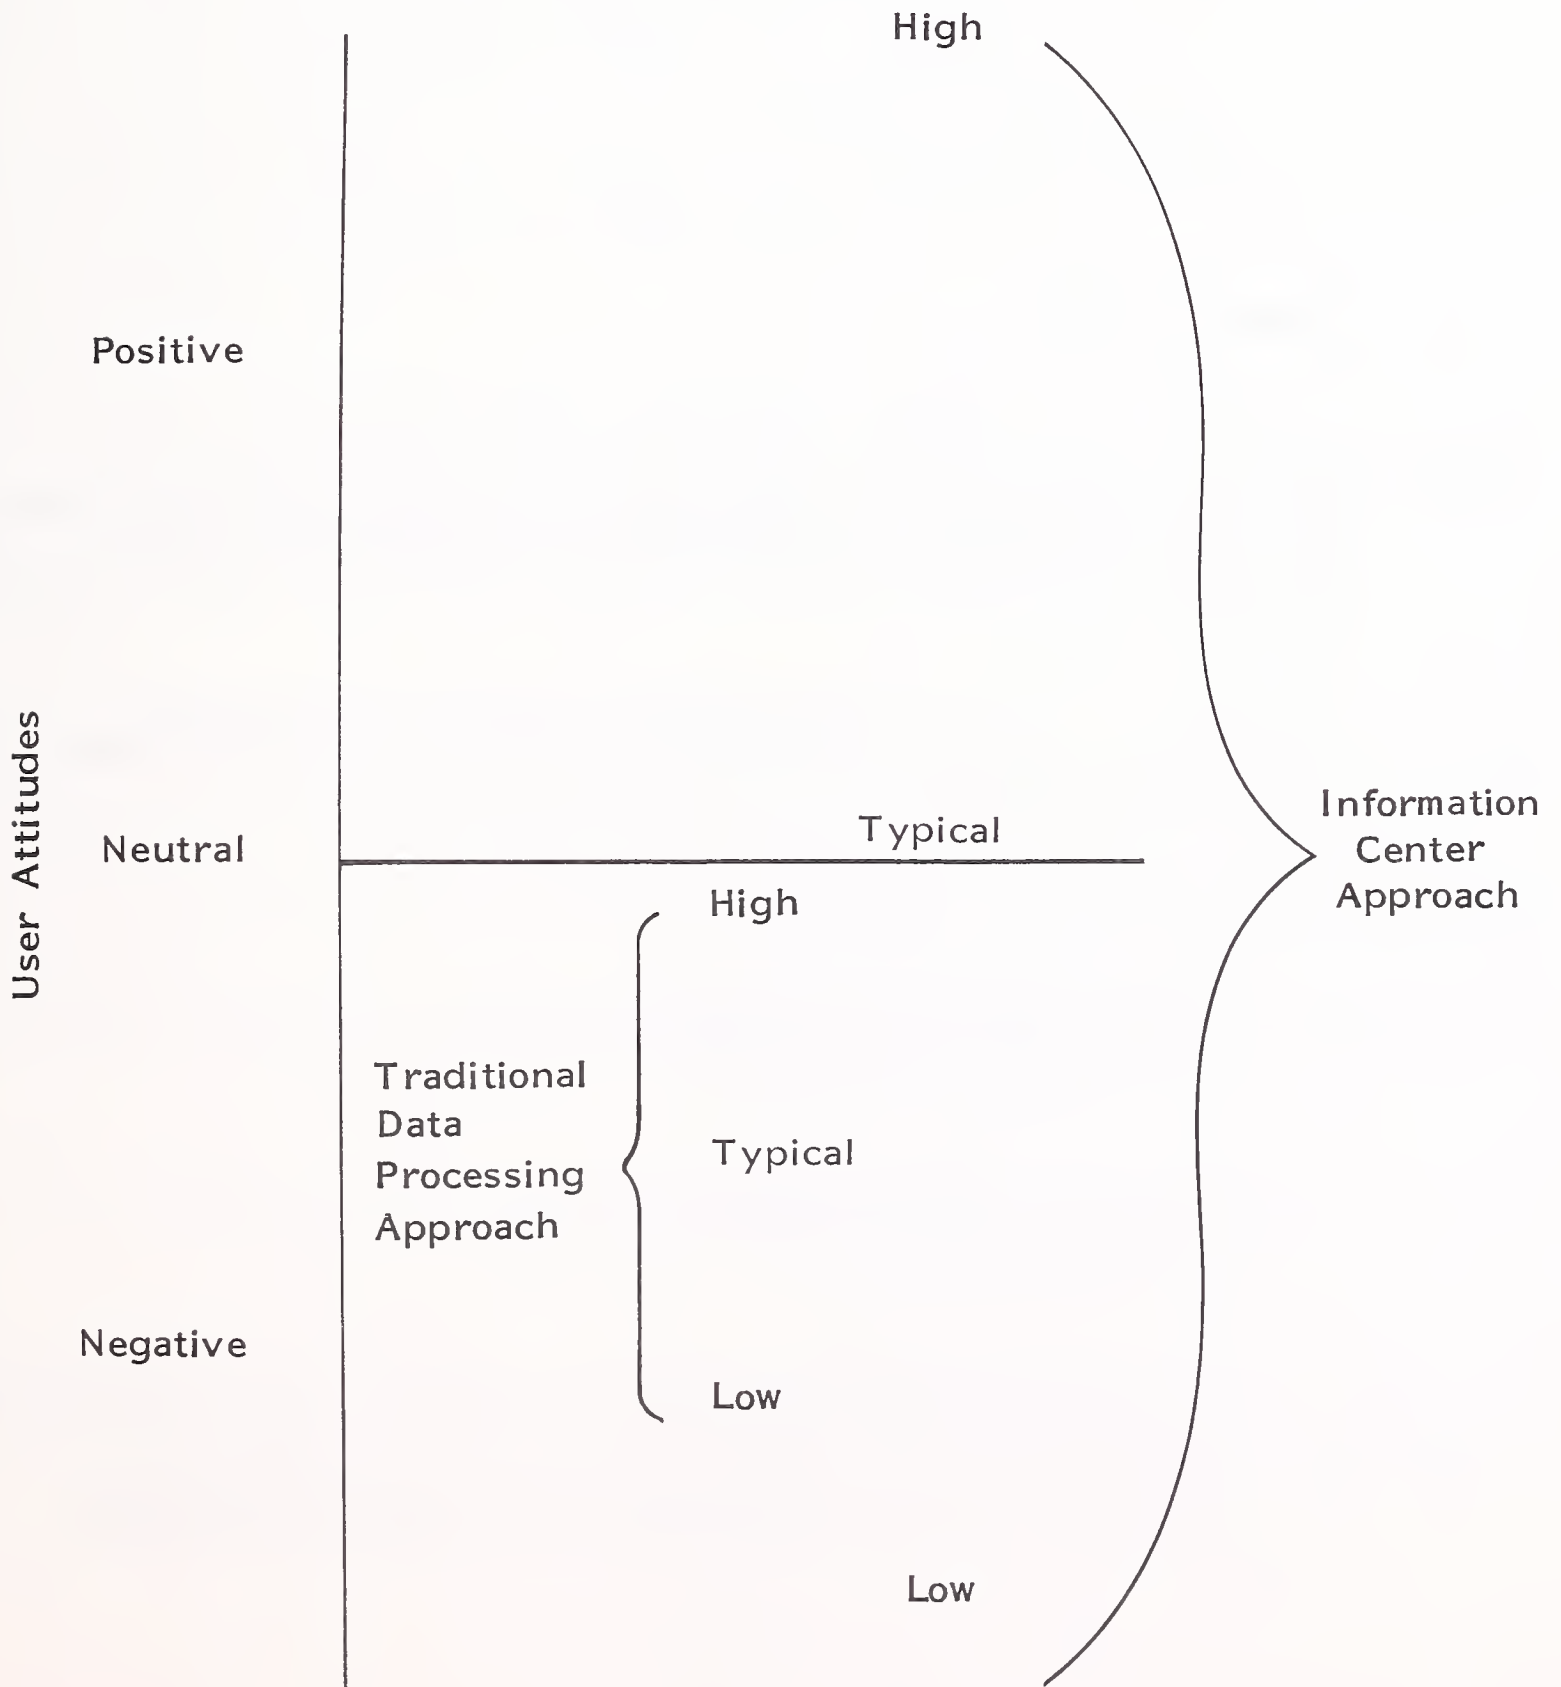 High
Positive
User Attitudes
Neutral
Typical
Information
Center
Approach
High
Traditional
Data
Processing
Approach
Typical
Negative
Low
Low